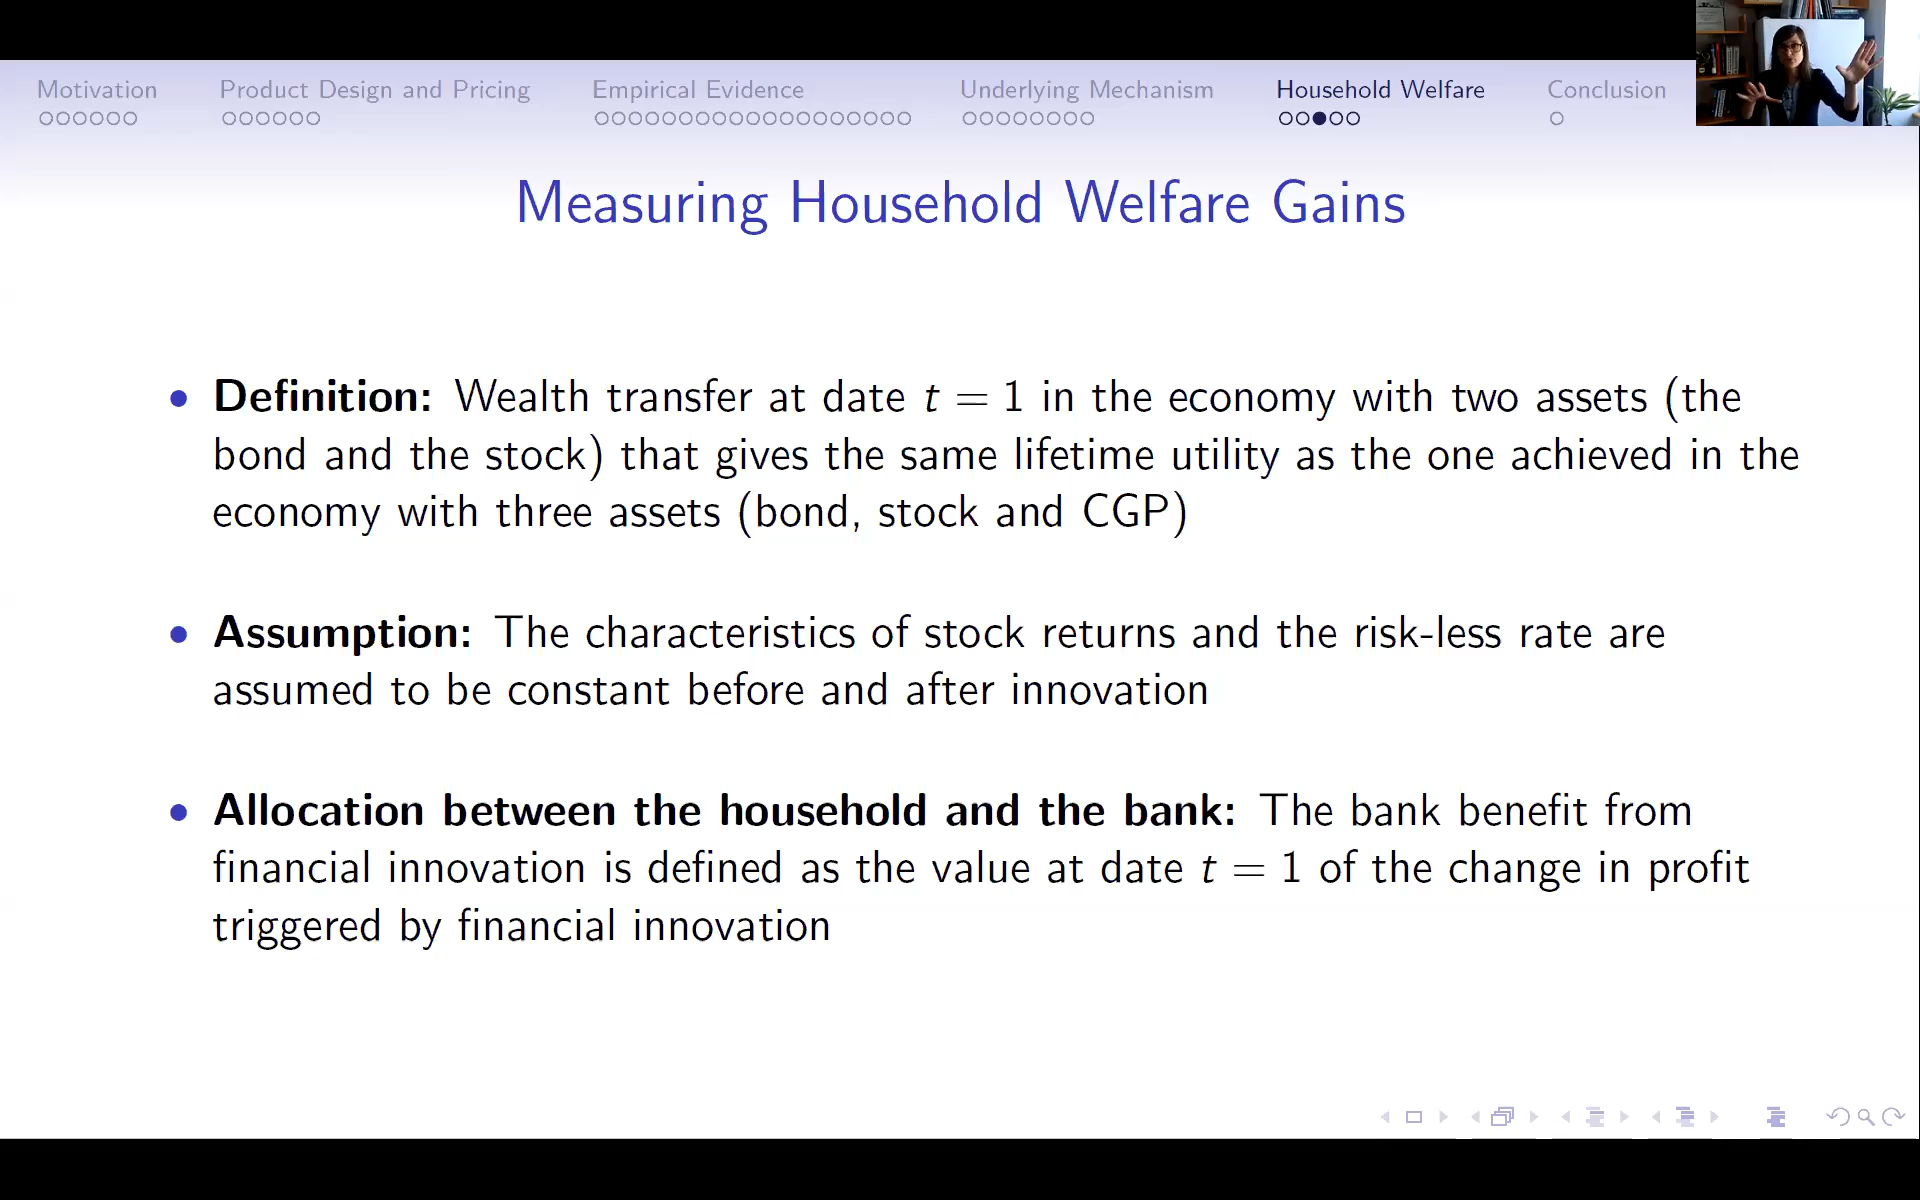 Motivation
Product Design and Pricing
Empirical Evidence
Underlying Mechanism
Household Welfare
Conclusion
Measuring Household Welfare Gains
• Definition: Wealth transfer at date t = 1 in the economy with two assets (the
bond and the stock) that gives the same lifetime utility as the one achieved in the
economy with three assets (bond, stock and CGP)
• Assumption: The characteristics of stock returns and the risk-less rate are
assumed to be constant before and after innovation
• Allocation between the household and the bank: The bank benefit from
financial innovation is defined as the value at date t = 1 of the change in profit
triggered by financial innovation